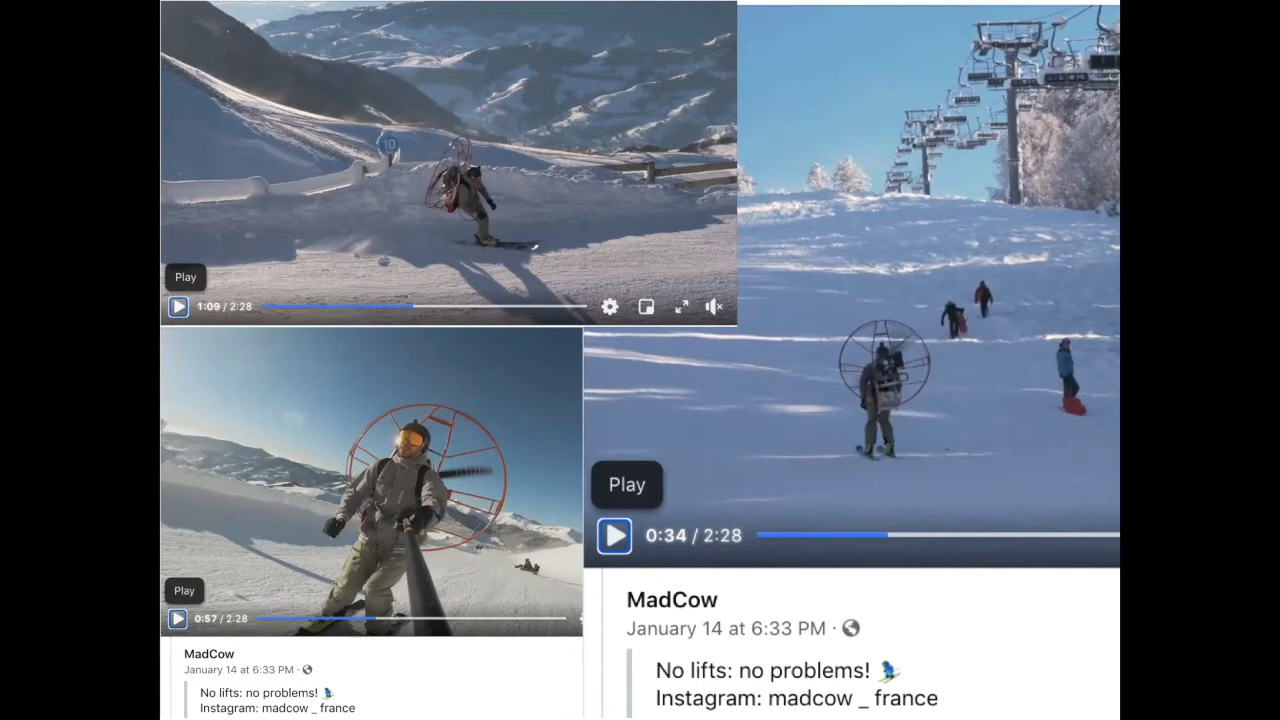 10
Play
1:09 / 2:28
Play
0:57 / 2:28
MadCow
January 14 at 6:33 PM ·
No lifts: no problems! ⛷
Instagram: madcow _ france
Play
0:34 / 2:28
MadCow
January 14 at 6:33 PM ·
No lifts: no problems! ⛷
Instagram: madcow _ france